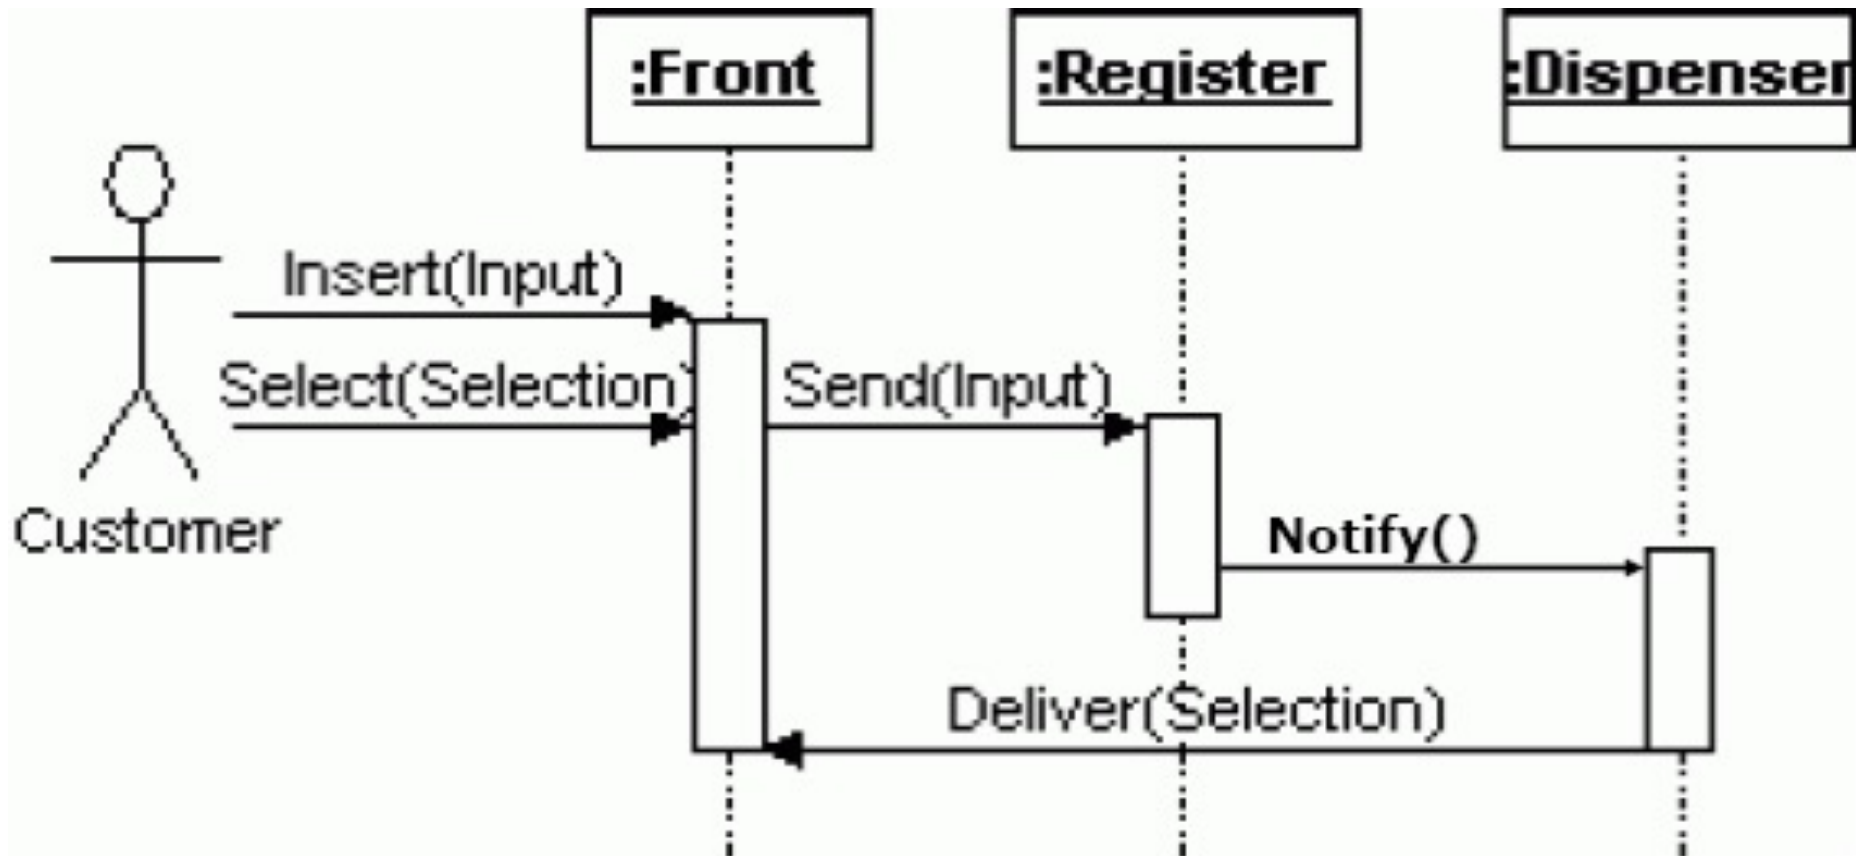 :Front
:Register
:Dispenser
Insert(Input)
Select(Selection)
Send(Input)
Customer
Notify()
Deliver(Selection)